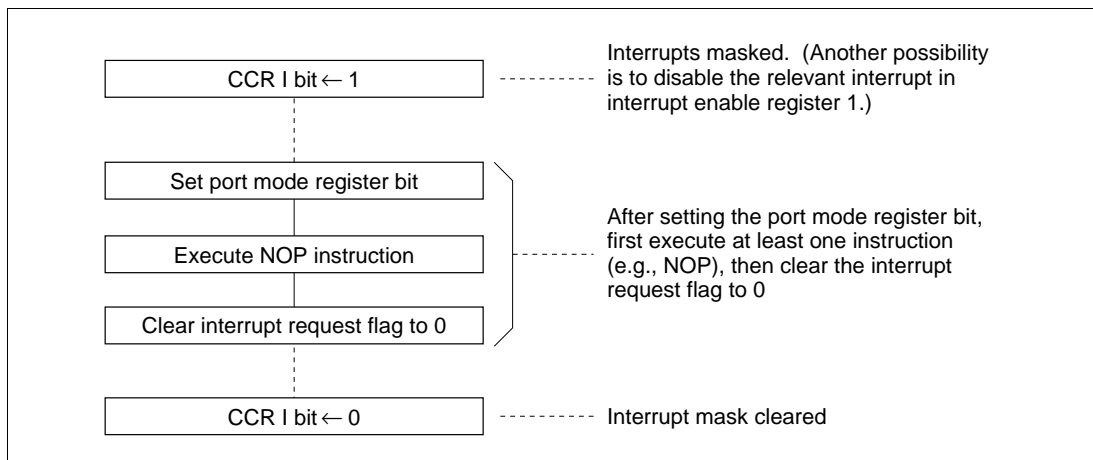 CCR I bit ← 1
Interrupts masked. (Another possibility
is to disable the relevant interrupt in
interrupt enable register 1.)
Set port mode register bit
Execute NOP instruction
Clear interrupt request flag to 0
After setting the port mode register bit,
first execute at least one instruction
(e.g., NOP), then clear the interrupt
request flag to 0
CCR I bit ← 0
Interrupt mask cleared